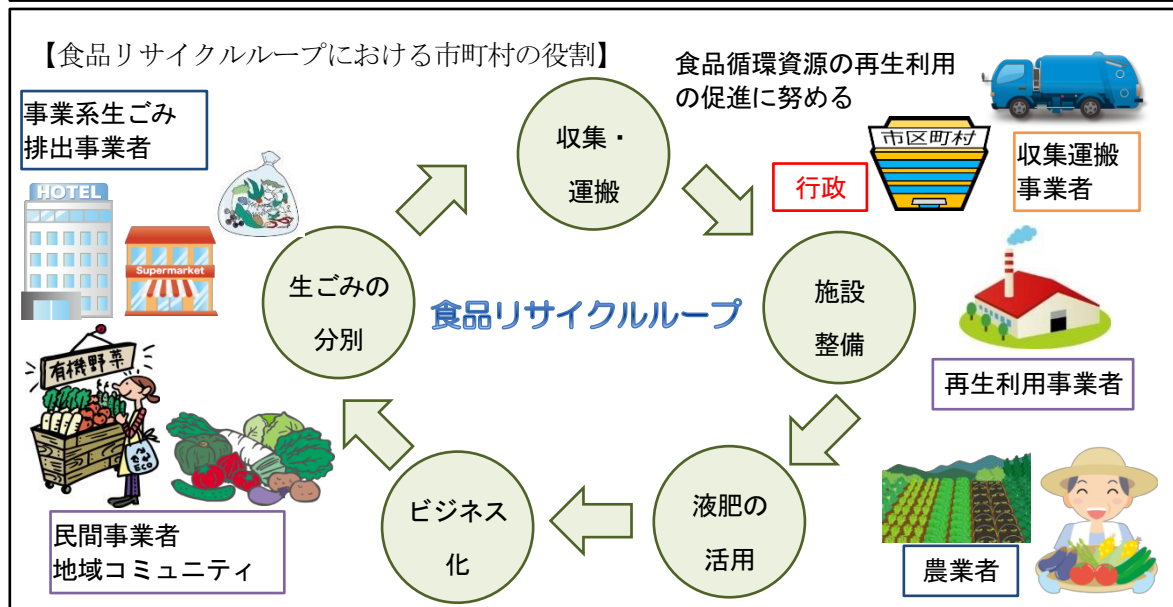 【食品リサイクルループにおける市町村の役割】
食品循環資源の再生利用
の促進に努める
事業系生ごみ
排出事業者
収集・
運搬
市区町村
行政
収集運搬
事業者
HOTEL
Supermarket
生ごみの
分別
食品リサイクルループ
施設
整備
再生利用事業者
有機野菜
ECO
ビジネス
化
液肥の
活用
民間事業者
地域コミュニティ
農業者